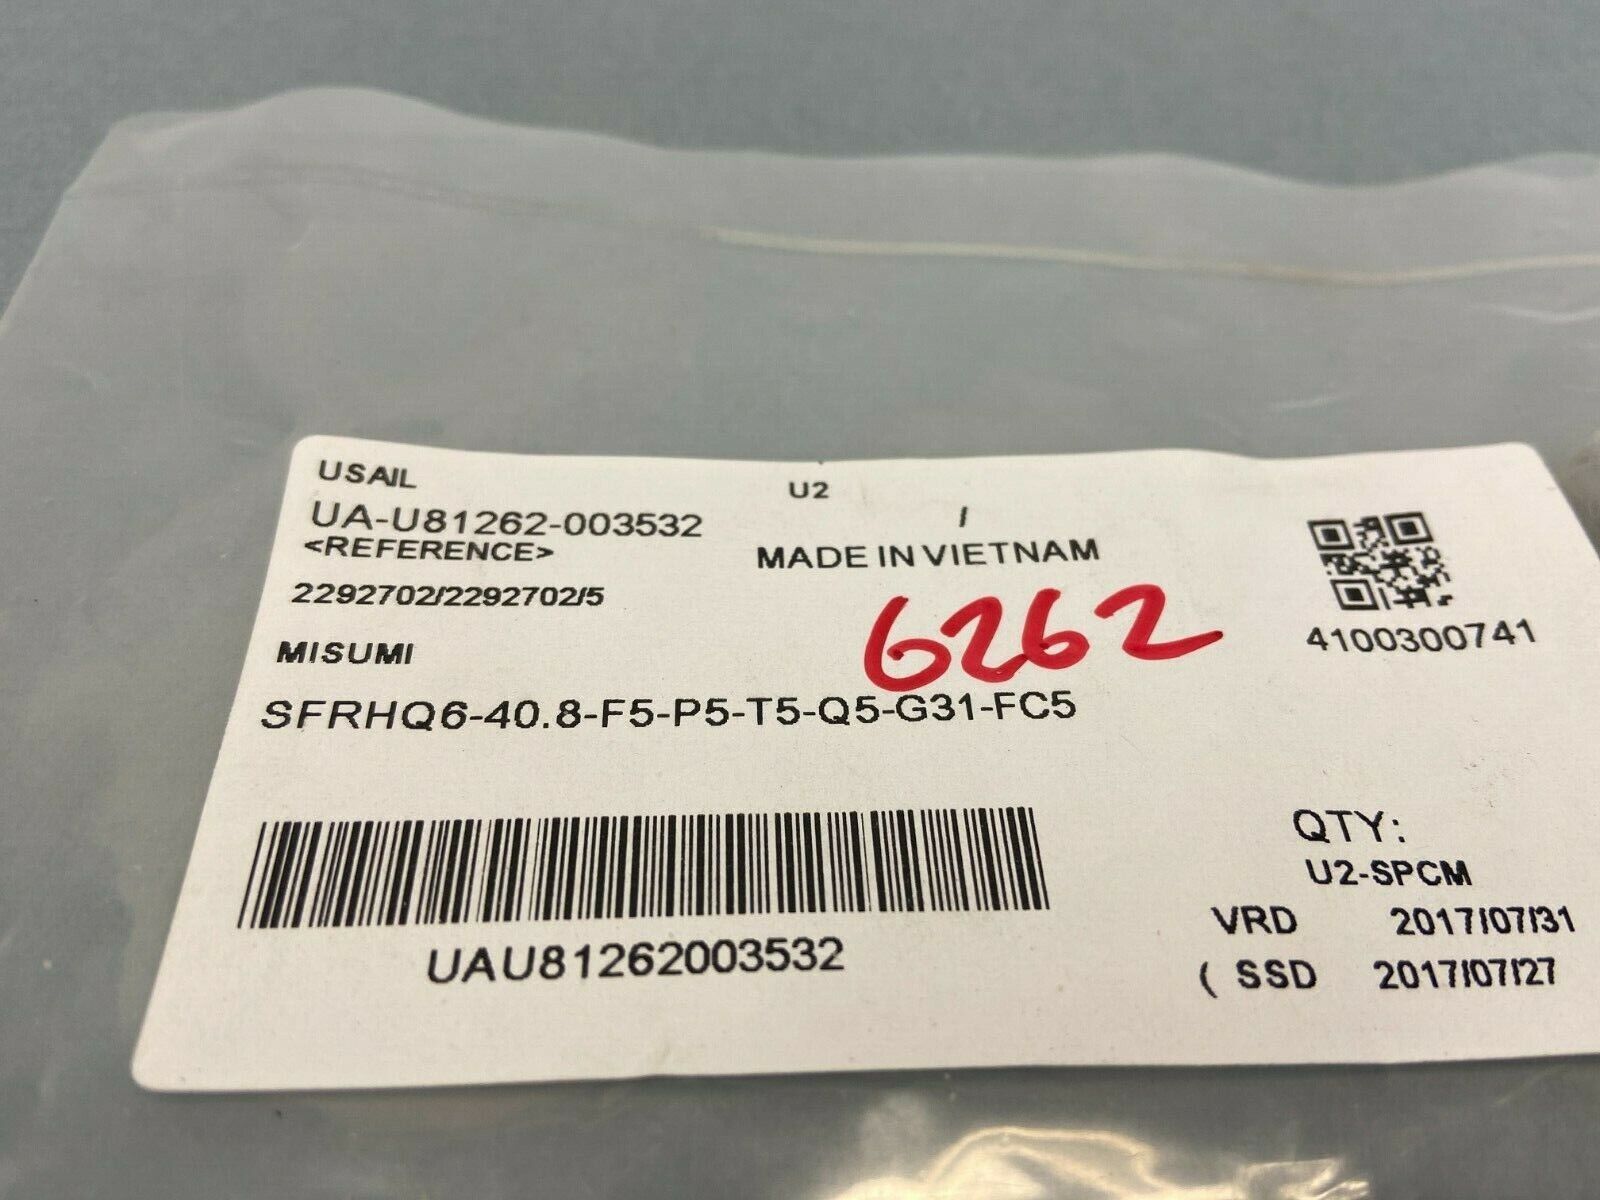 USAIL
U2
UA-U81262-003532
/
<REFERENCE>
MADE IN VIETNAM
2292702/2292702/5
6262
4100300741
MISUMI
SFRHQ6-40.8-F5-P5-T5-Q5-G31-FC5
QTY:
U2-SPCM
VRD 2017/07/31
( SSD 2017/07/27
UAU81262003532